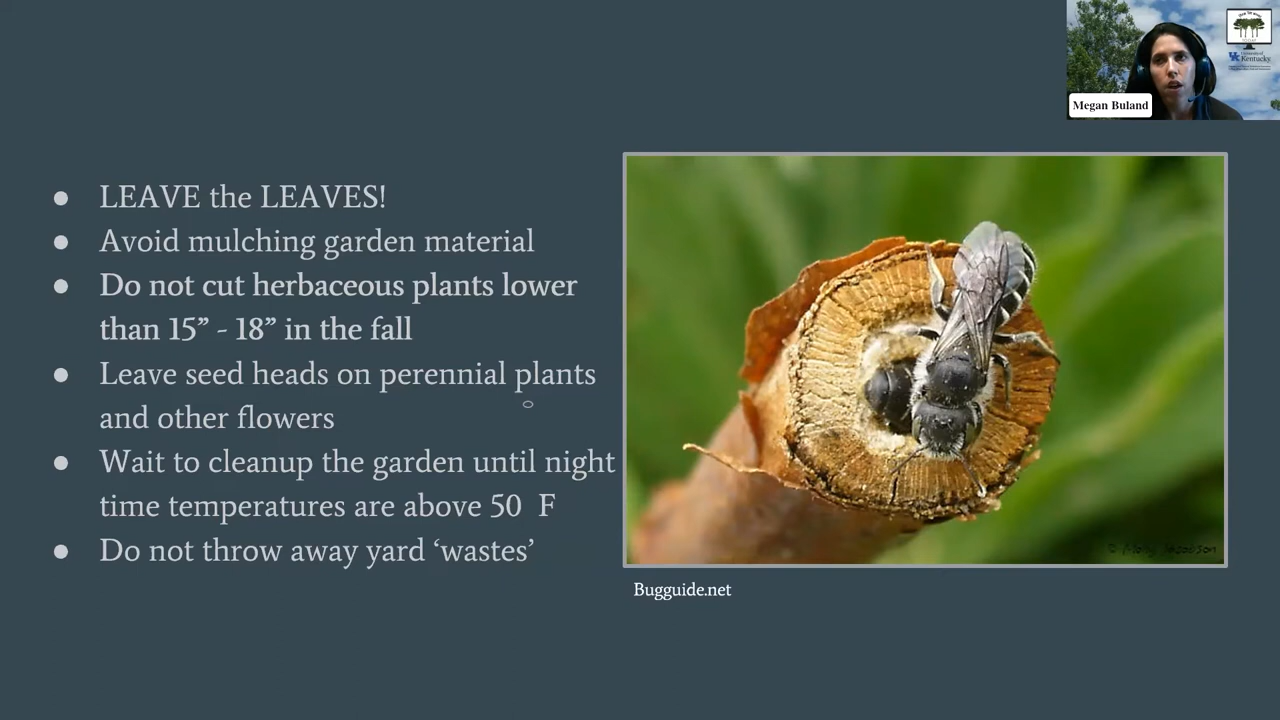 Megan Buland
Kentucky
LEAVE the LEAVES!
Avoid mulching garden material
Do not cut herbaceous plants lower
than 15” - 18” in the fall
Leave seed heads on perennial plants
and other flowers
Wait to cleanup the garden until night
time temperatures are above 50 F
Do not throw away yard ‘wastes’
Bugguide.net